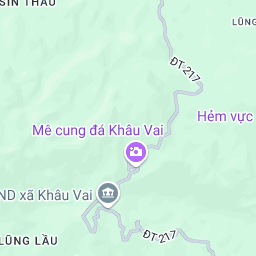 SÌN THẦU
LŨNG
ĐT.217
Mê cung đá Khâu Vai
Hẻm vực
ND xã Khâu Vai
LŨNG LẦU
ĐT.217